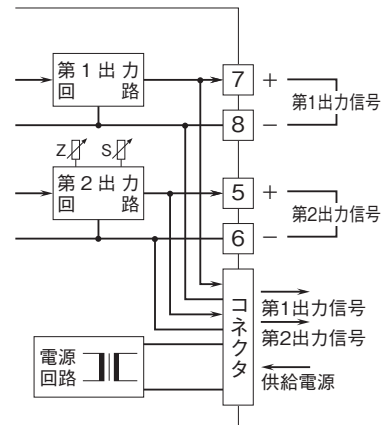 第1出力
回　　路
7
+
第1出力信号
8
−
Z
S
第2出力
回　　路
5
+
第2出力信号
6
−
コネクタ
第1出力信号
第2出力信号
供給電源
電源
回路